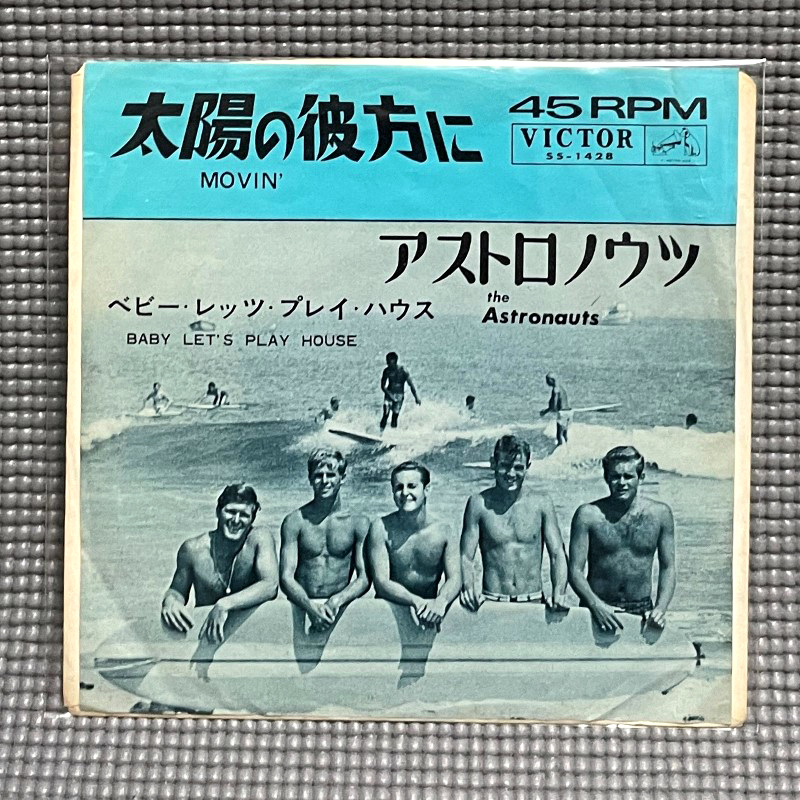 太陽の彼方に
MOVIN'
45 RPM
VICTOR
SS-1428
アストロノウツ
the
Astronauts
ベビー・レッツ・プレイ・ハウス
BABY LET'S PLAY HOUSE